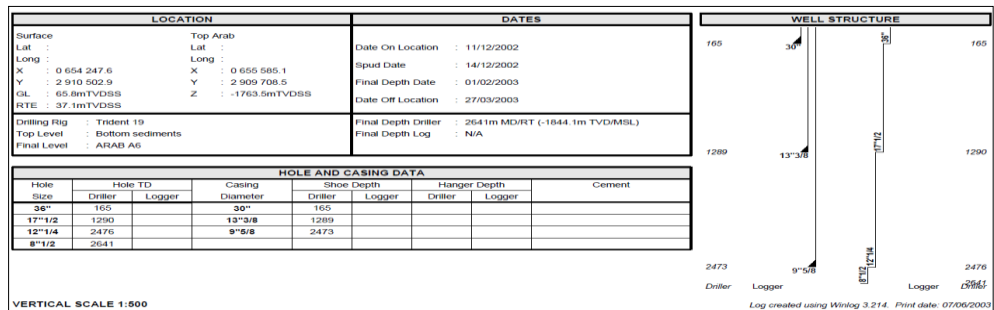 LOCATION
Surface Top Arab
Lat : Lat :
Long : Long :
X : 0 654 247.6 X : 0 655 585.1
Y : 2 910 502.9 Y : 2 909 708.5
GL : 65.8mTVDSS Z : -1763.5mTVDSS
RTE : 37.1mTVDSS
Drilling Rig : Trident 19
Top Level : Bottom sediments
Final Level : ARAB A6
DATES
Date On Location : 11/12/2002
Spud Date : 14/12/2002
Final Depth Date : 01/02/2003
Date Off Location : 27/03/2003
Final Depth Driller : 2641m MD/RT (-1844.1m TVD/MSL)
Final Depth Log : N/A
HOLE AND CASING DATA
Hole Hole TD Casing Shoe Depth Hanger Depth Cement
Size Driller Logger Diameter Driller Logger Driller Logger
36" 165 30" 165
17"1/2 1290 13"3/8 1289
12"1/4 2476 9"5/8 2473
8"1/2 2641
VERTICAL SCALE 1:500
WELL STRUCTURE
165 30" 36" 165
1289 13"3/8 17"1/2 1290
2473 9"5/8 8"1/2 12"1/4 2476
2641
Driller Logger Logger Driller
Log created using Winlog 3.214. Print date: 07/06/2003